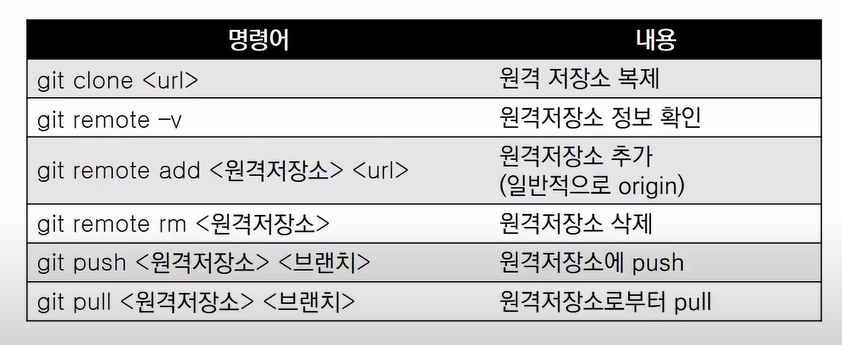 명령어 내용
git clone <url> 원격 저장소 복제
git remote –v 원격저장소 정보 확인
git remote add <원격저장소> <url> 원격저장소 추가
(일반적으로 origin)
git remote rm <원격저장소> 원격저장소 삭제
git push <원격저장소> <브랜치> 원격저장소에 push
git pull <원격저장소> <브랜치> 원격저장소로부터 pull